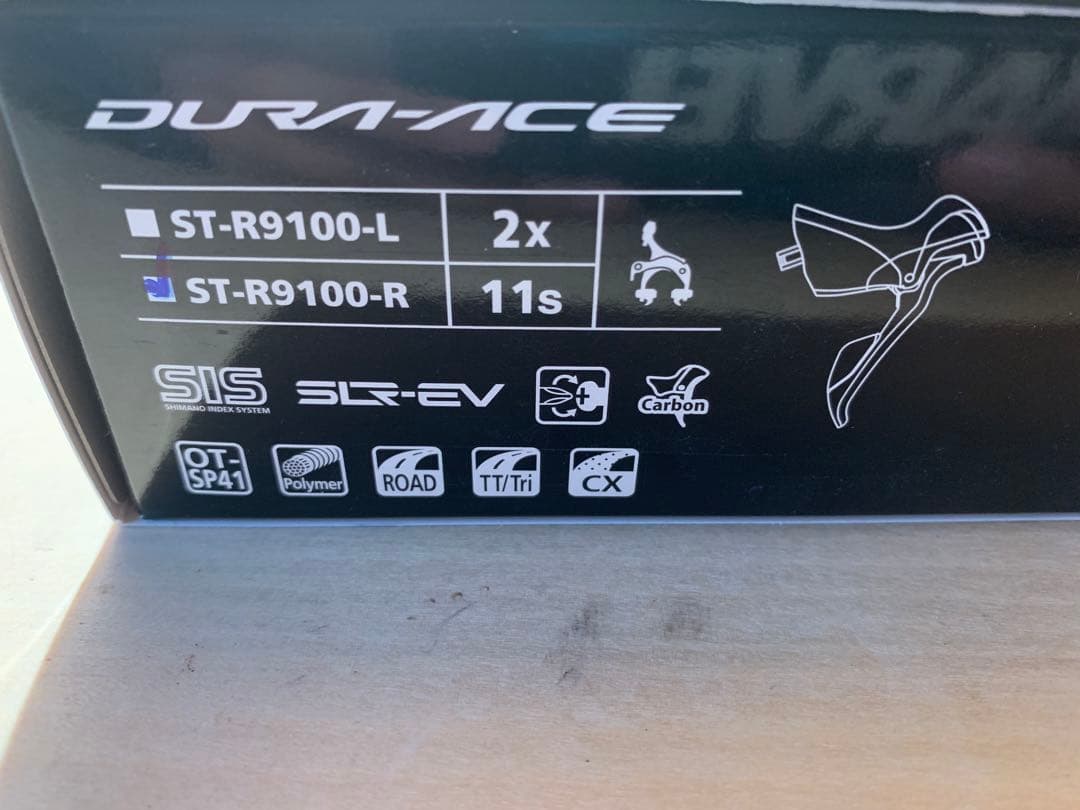 DURA-ACE
ST-R9100-L 2x
ST-R9100-R 11s
SIS SLR-EV Carbon
SHIMANO INDEX SYSTEM
OT-SP41 Polymer ROAD TT/Tri CX